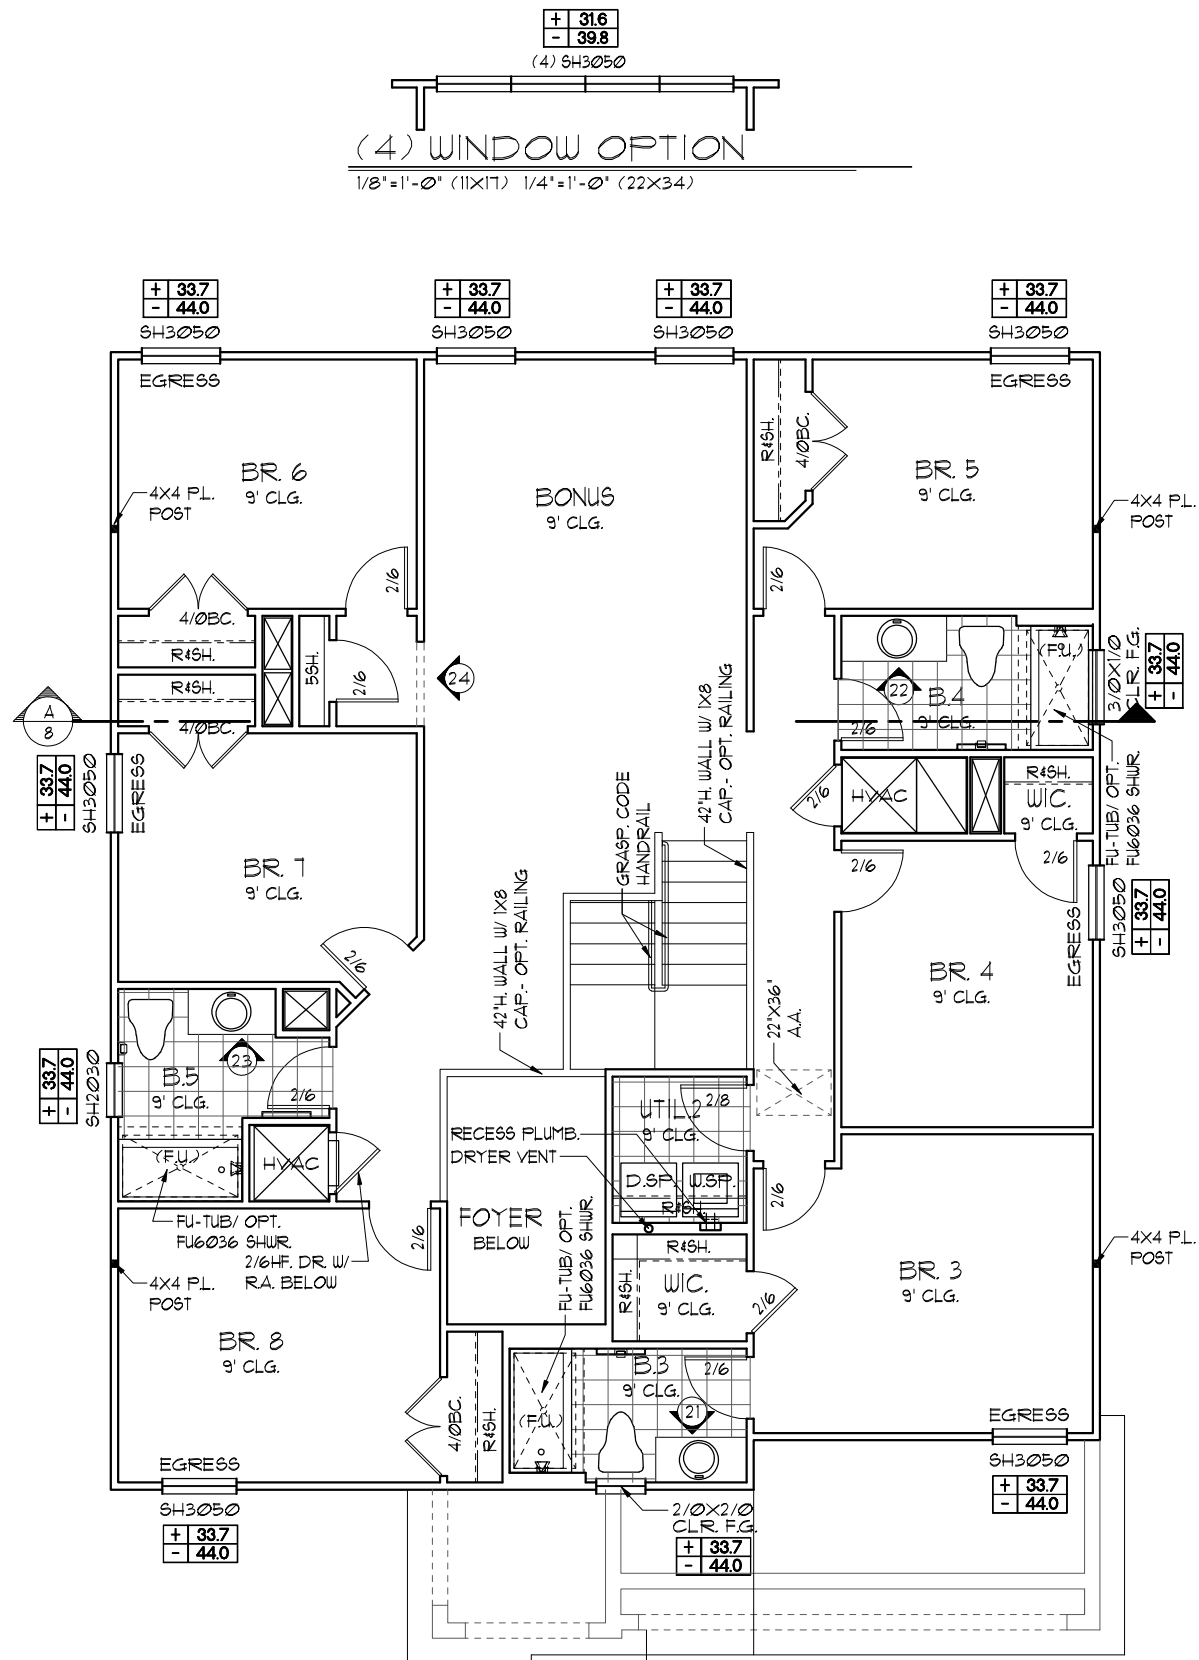 + 31.6
- 39.8
(4) SH3050
(4) WINDOW OPTION
1/8"=1'-0" (11X17) 1/4"=1'-0" (22X34)
+ 33.7
- 44.0
SH3050
EGRESS
+ 33.7
- 44.0
SH3050
+ 33.7
- 44.0
SH3050
+ 33.7
- 44.0
SH3050
EGRESS
BR. 6
9' CLG.
4X4 P.L.
POST
BONUS
9' CLG.
R&SH.
4/0BC.
BR. 5
9' CLG.
4X4 P.L.
POST
2/6
2/6
4/0BC.
R&SH.
5SH.
2/6
24
R&SH.
4/0BC.
A
8
42"H. WALL W/ 1X8
CAP.- OPT. RAILING
22
B.4
9' CLG.
2/6
(F.U.)
3/0X1/0
CLR. F.G.
+ 33.7
- 44.0
+ 33.7
- 44.0
SH3050
EGRESS
GRASP. CODE
HANDRAIL
2/6
HVAC
R&SH.
WIC.
9' CLG.
FU-TUB/ OPT.
FU6036 SHWR.
BR. 7
9' CLG.
2/6
2/6
2/6
42"H. WALL W/ 1X8
CAP.- OPT. RAILING
EGRESS
SH3050
+ 33.7
- 44.0
BR. 4
9' CLG.
22"X36"
A.A.
23
B.5
9' CLG.
2/6
+ 33.7
- 44.0
SH2030
UTIL.2
9' CLG.
2/8
RECESS PLUMB.
DRYER VENT
(F.U.)
HVAC
D.SP.
W.SP.
R&SH.
2/6
FU-TUB/ OPT.
FU6036 SHWR.
2/6HF. DR. W/
R.A. BELOW
2/6
FOYER
BELOW
FU-TUB/ OPT.
FU6036 SHWR.
R&SH.
R&SH.
WIC.
9' CLG.
2/6
BR. 3
9' CLG.
4X4 P.L.
POST
4X4 P.L.
POST
BR. 8
9' CLG.
B.3
9' CLG.
2/6
21
(F.U.)
4/0BC.
R&SH.
EGRESS
SH3050
+ 33.7
- 44.0
EGRESS
SH3050
+ 33.7
- 44.0
2/0X2/0
CLR. F.G.
+ 33.7
- 44.0